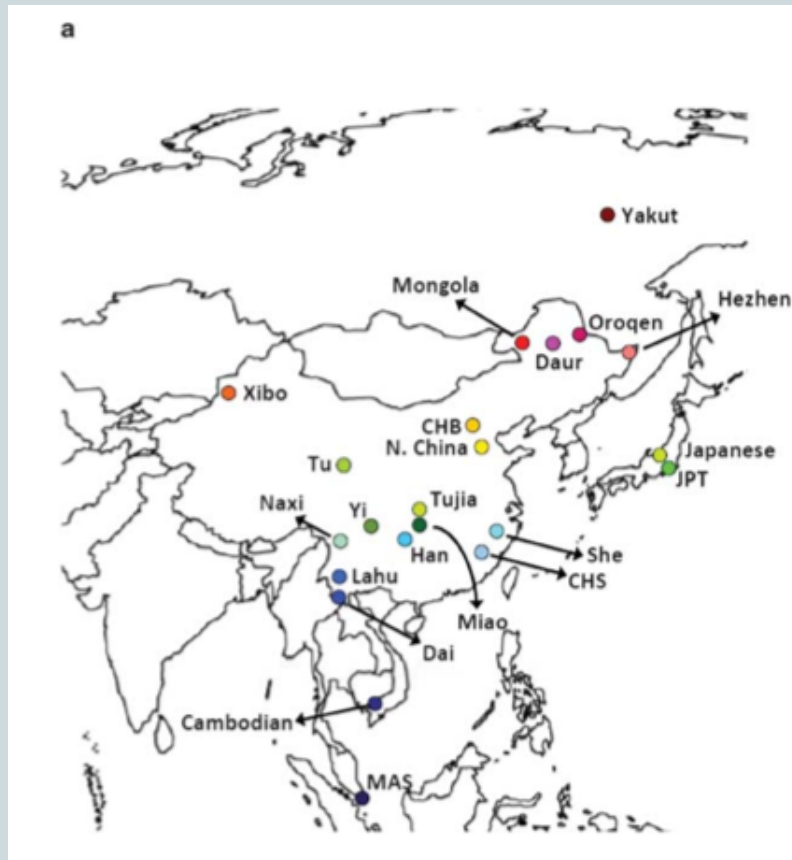 a
Yakut
Mongola
Hezhen
Oroqen
Daur
Xibo
CHB
N. China
Japanese
Tu
JPT
Naxi
Yi
Tujia
Han
She
Lahu
CHS
Miao
Dai
Cambodian
MAS